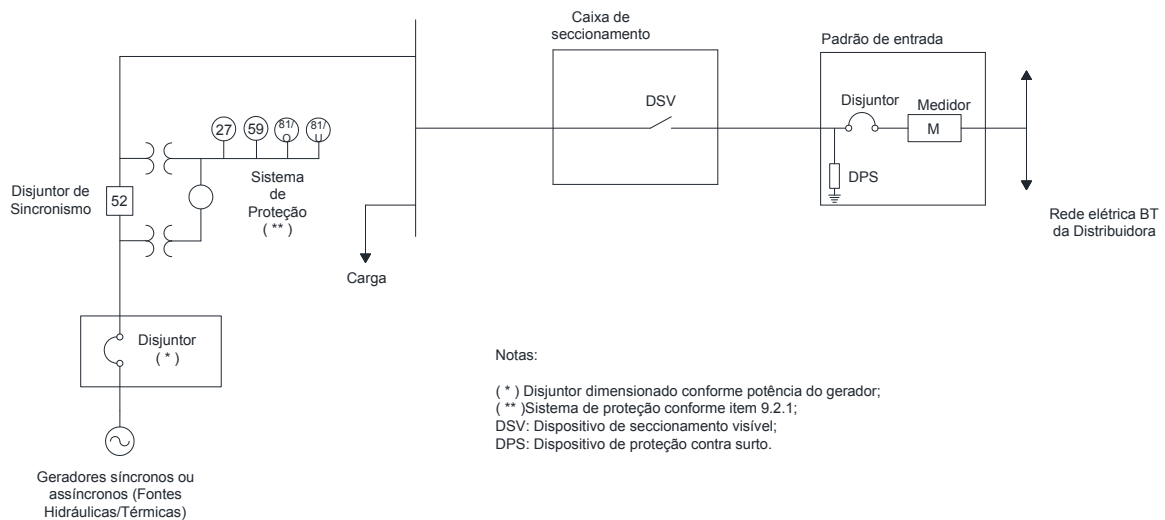 Caixa de
seccionamento
Padrão de entrada
DSV
Disjuntor
Medidor
M
DPS
27
59
81/
O
81/
U
Sistema
de
Proteção
( ** )
Disjuntor de
Sincronismo
52
Rede elétrica BT
da Distribuidora
Carga
Disjuntor
( * )
Notas:
( * ) Disjuntor dimensionado conforme potência do gerador;
( ** )Sistema de proteção conforme item 9.2.1;
DSV: Dispositivo de seccionamento visível;
DPS: Dispositivo de proteção contra surto.
Geradores síncronos ou
assíncronos (Fontes
Hidráulicas/Térmicas)